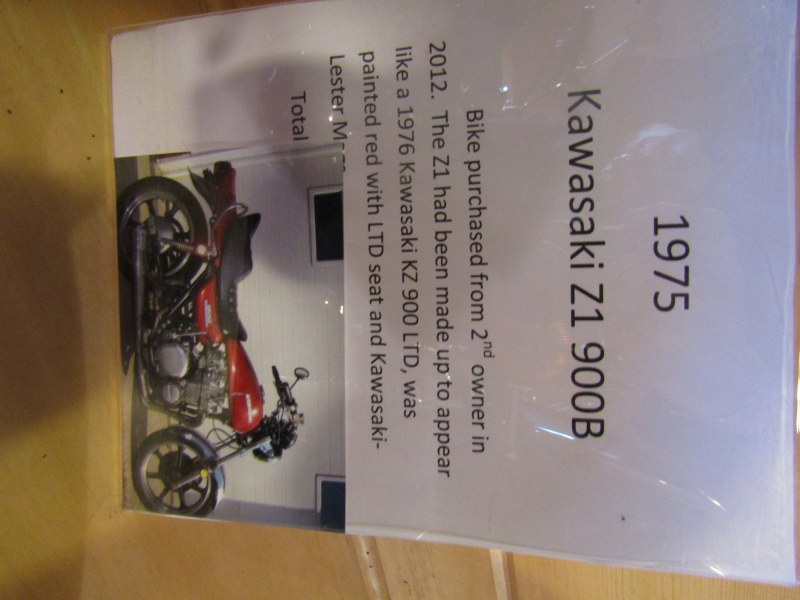 1975
Kawasaki Z1 900B
Bike purchased from 2nd owner in
2012. The Z1 had been made up to appear
like a 1976 Kawasaki KZ 900 LTD, was
painted red with LTD seat and Kawasaki-
Lester
Total